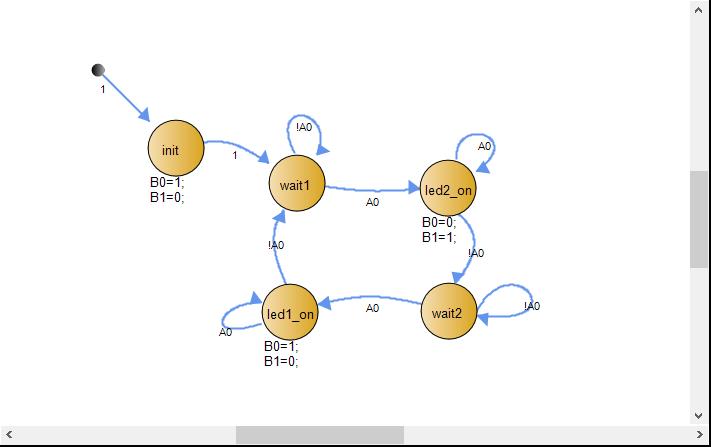 1
init
B0=1;
B1=0;
1
!A0
wait1
A0
A0
led2_on
B0=0;
B1=1;
!A0
!A0
wait2
A0
led1_on
A0
B0=1;
B1=0;
!A0